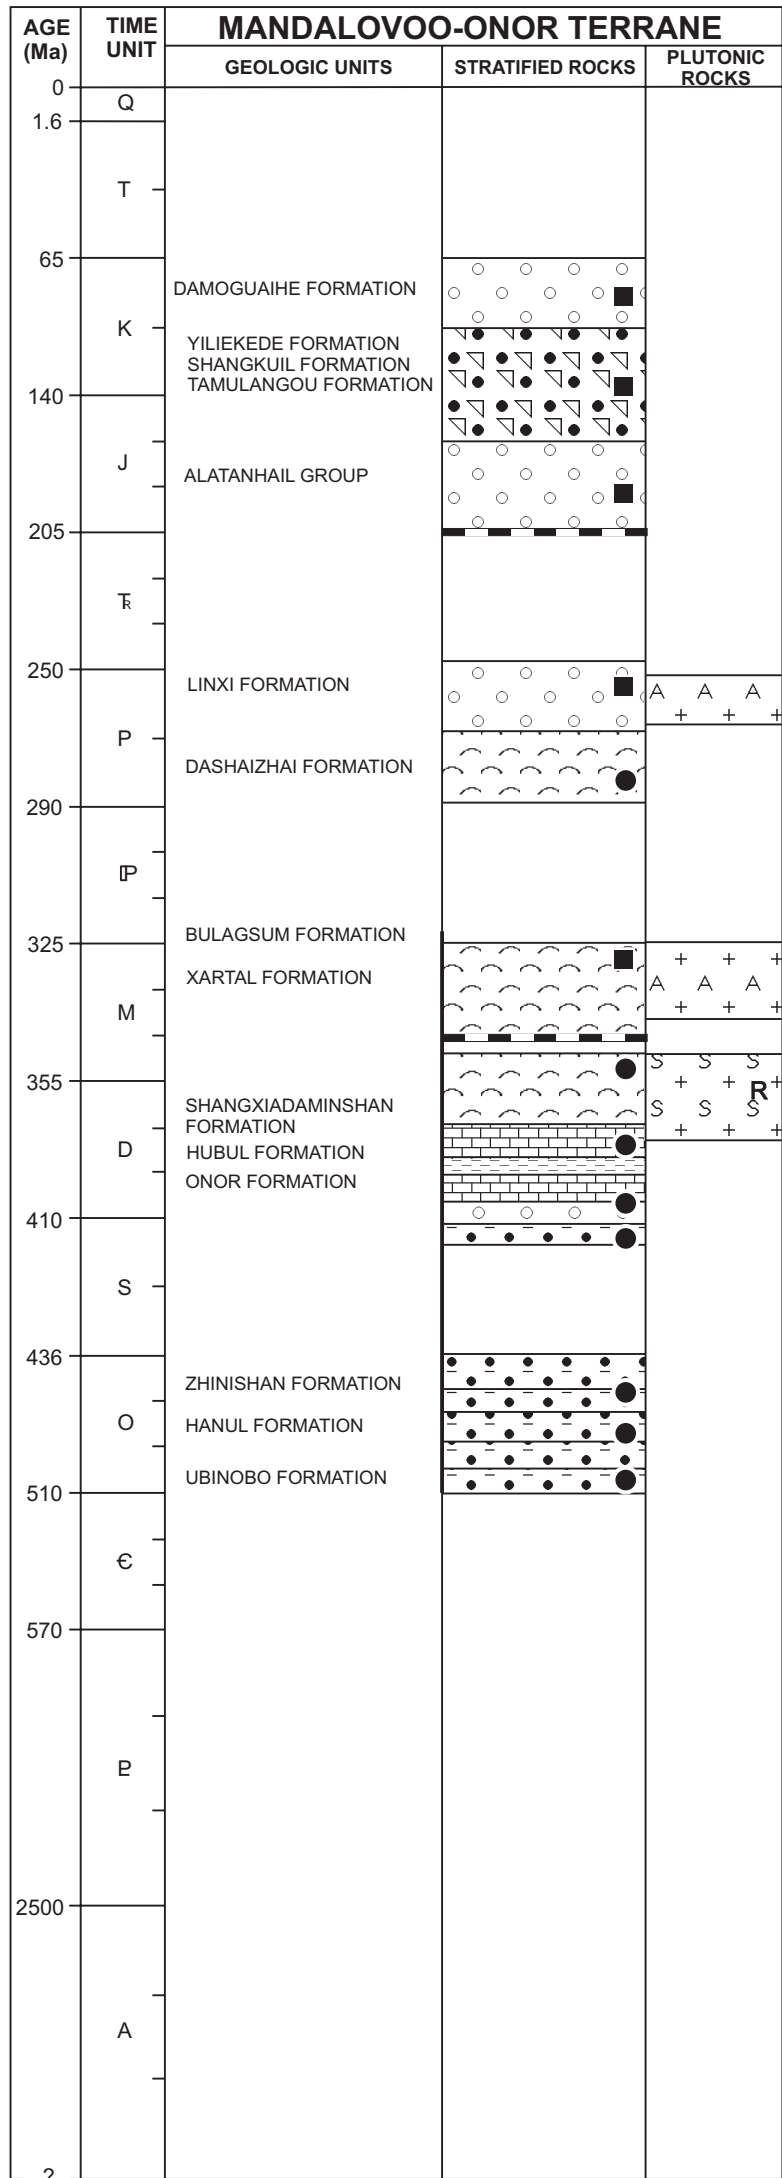 AGE
(Ma)
TIME
UNIT
MANDALOVOO-ONOR TERRANE
GEOLOGIC UNITS
STRATIFIED ROCKS
PLUTONIC
ROCKS
0
Q
1.6
T
65
DAMOGUAIHE FORMATION
K
YILIEKEDE FORMATION
SHANGKUIL FORMATION
TAMULANGOU FORMATION
140
J
ALATANHAIL GROUP
205
TR
250
LINXI FORMATION
A A A
+ + +
P
DASHAIZHAI FORMATION
290
IP
325
BULAGSUM FORMATION
+ + +
XARTAL FORMATION
A A A
+ + +
M
355
S S S
+ + R +
S S S
+ + +
SHANGXIADAMINSHAN
FORMATION
D
HUBUL FORMATION
ONOR FORMATION
410
S
436
ZHINISHAN FORMATION
O
HANUL FORMATION
UBINOBO FORMATION
510
Є
570
P
2500
A
?